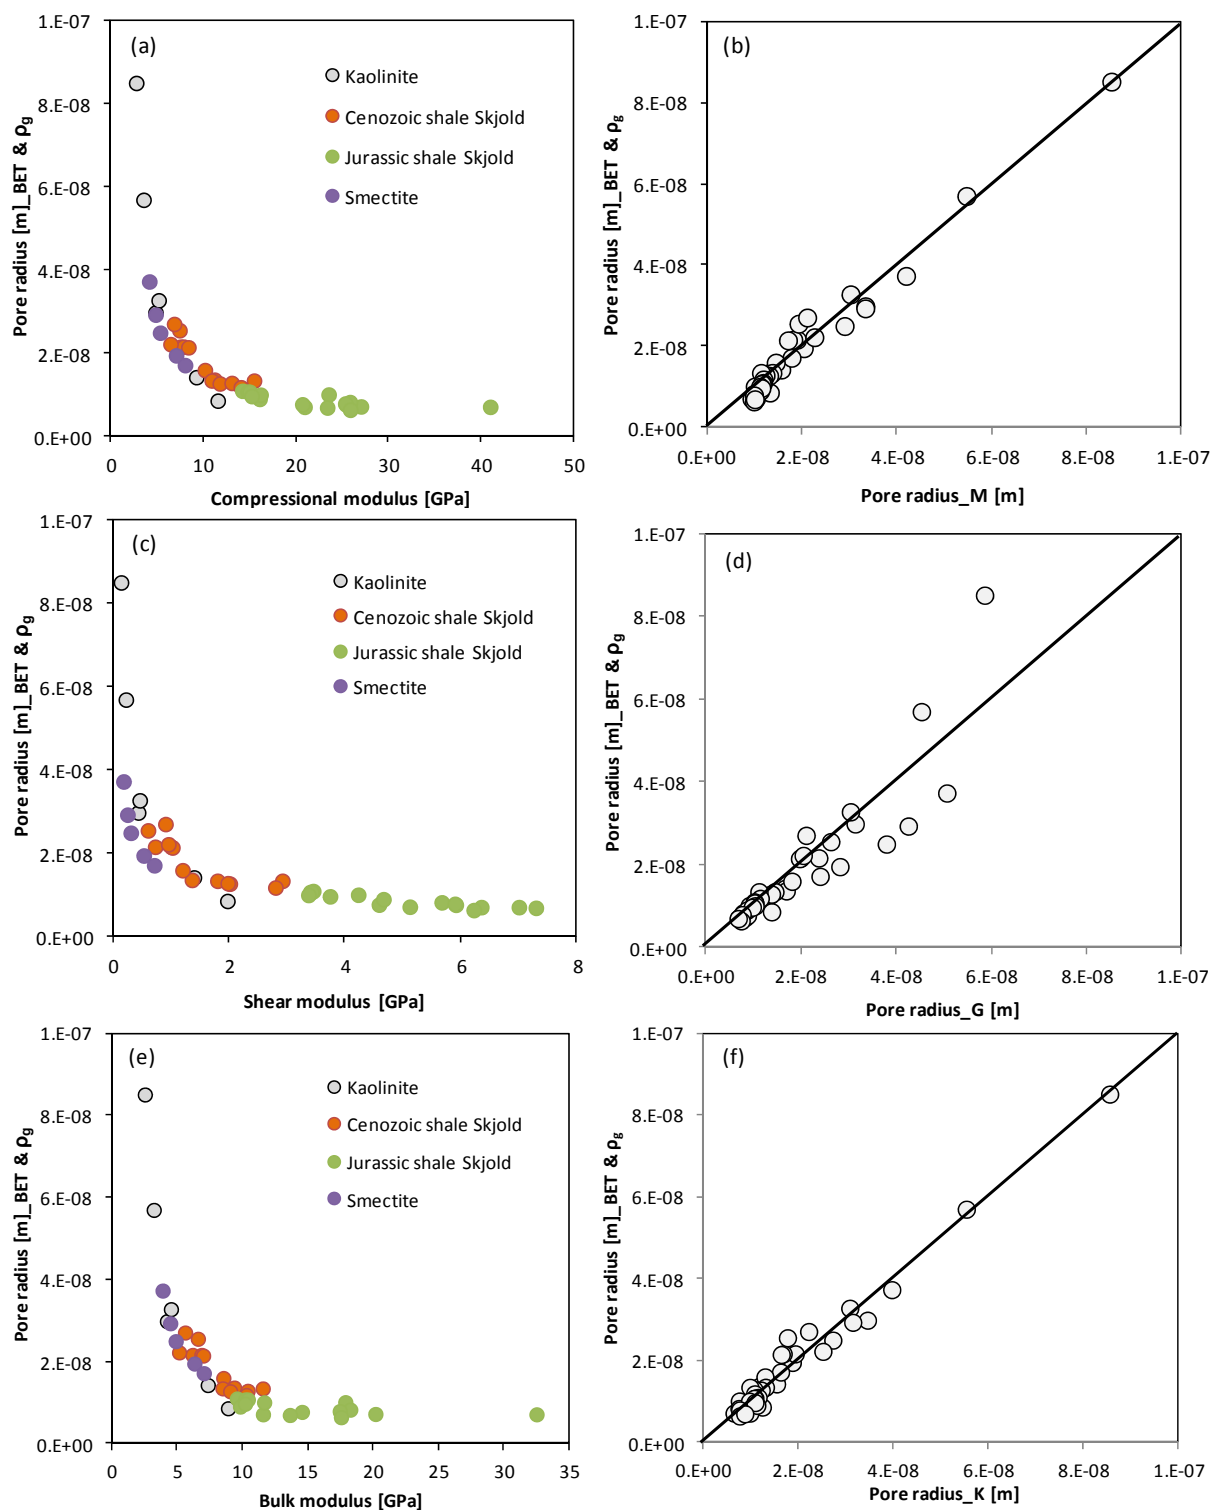 (a)
Pore radius [m]_BET & ρg
1.E-07
8.E-08
6.E-08
4.E-08
2.E-08
0.E+00
Kaolinite
Cenozoic shale Skjold
Jurassic shale Skjold
Smectite
0 10 20 30 40 50
Compressional modulus [GPa]
(b)
Pore radius [m]_BET & ρg
1.E-07
8.E-08
6.E-08
4.E-08
2.E-08
0.E+00
0.E+00 2.E-08 4.E-08 6.E-08 8.E-08 1.E-07
Pore radius_M [m]
(c)
Pore radius [m]_BET & ρg
1.E-07
8.E-08
6.E-08
4.E-08
2.E-08
0.E+00
Kaolinite
Cenozoic shale Skjold
Jurassic shale Skjold
Smectite
0 2 4 6 8
Shear modulus [GPa]
(d)
Pore radius [m]_BET & ρg
1.E-07
8.E-08
6.E-08
4.E-08
2.E-08
0.E+00
0.E+00 2.E-08 4.E-08 6.E-08 8.E-08 1.E-07
Pore radius_G [m]
(e)
Pore radius [m]_BET & ρg
1.E-07
8.E-08
6.E-08
4.E-08
2.E-08
0.E+00
Kaolinite
Cenozoic shale Skjold
Jurassic shale Skjold
Smectite
0 5 10 15 20 25 30 35
Bulk modulus [GPa]
(f)
Pore radius [m]_BET & ρg
1.E-07
8.E-08
6.E-08
4.E-08
2.E-08
0.E+00
0.E+00 2.E-08 4.E-08 6.E-08 8.E-08 1.E-07
Pore radius_K [m]